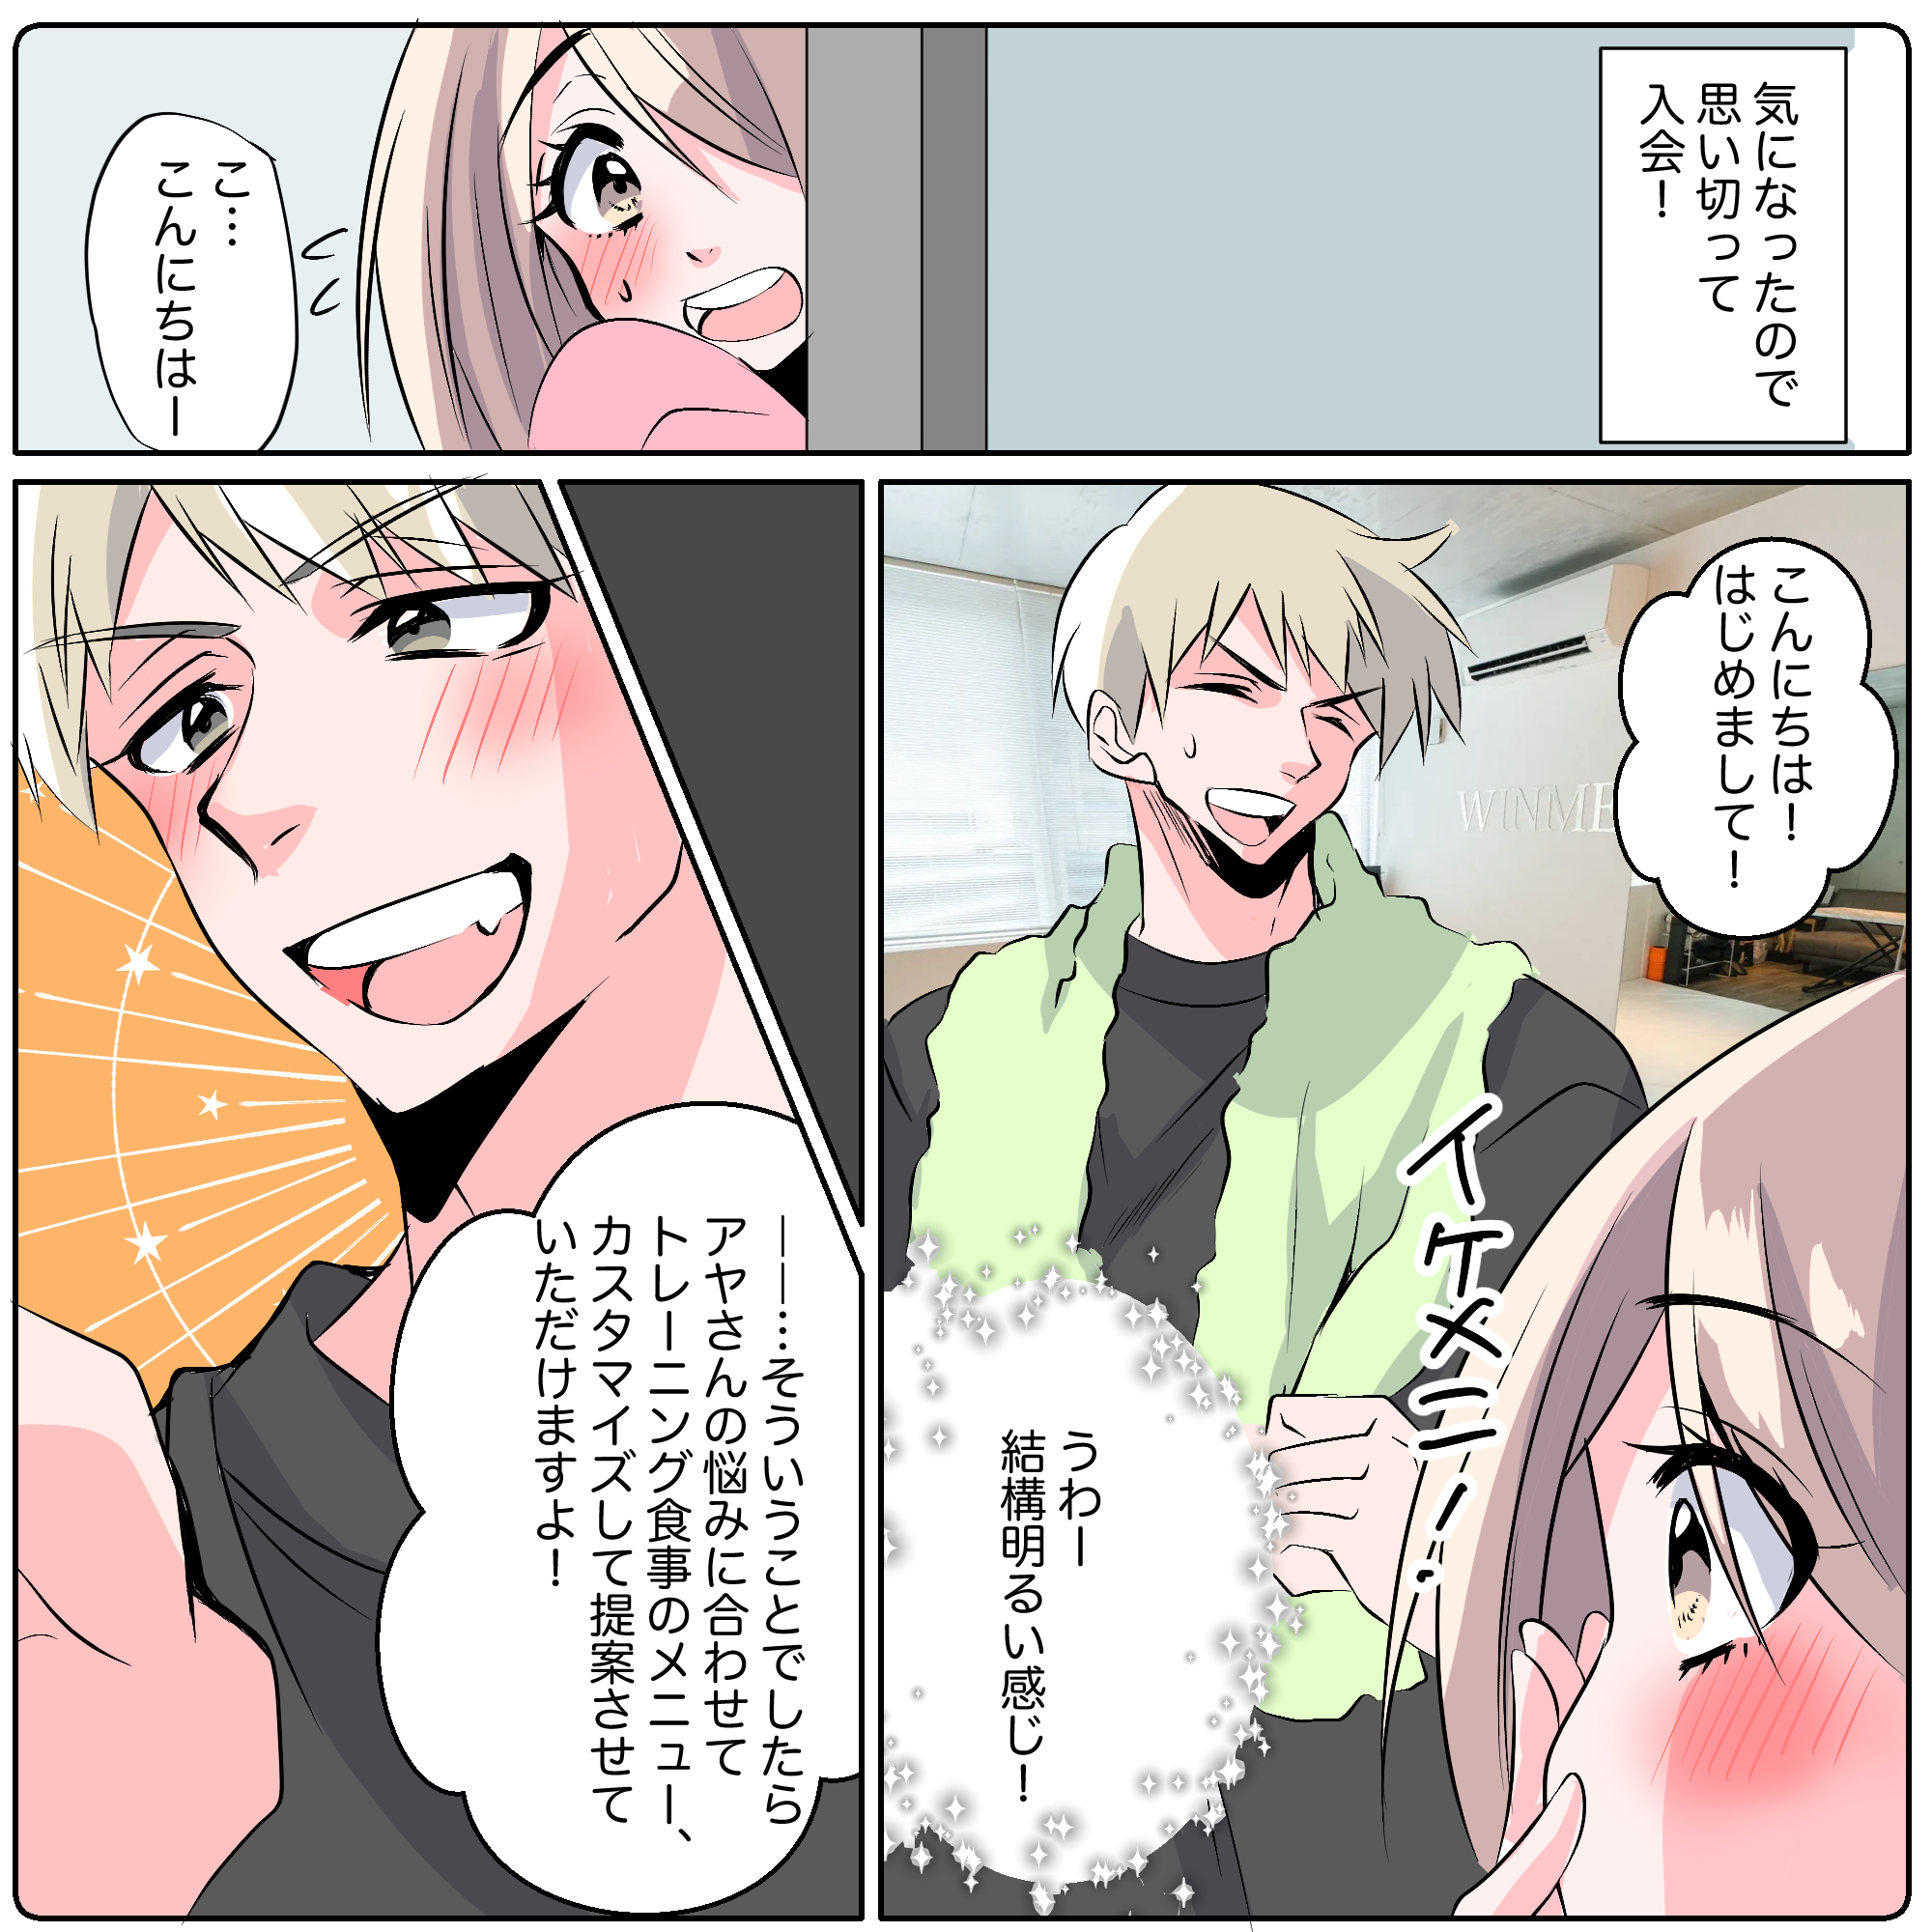 気になったので
思い切って
入会！
こ…
こんにちはー
こんにちは！
はじめまして！
WINME
イケメン！
うわー
結構明るい感じ！
――…そういうことでしたら
アヤさんの悩みに合わせて
トレーニング食事のメニュー、
カスタマイズして提案させて
いただけますよ！